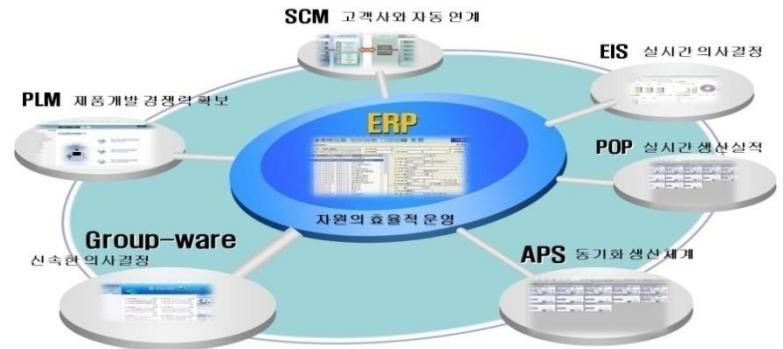 SCM 고객사와 자동 연계
EIS 실시간 의사결정
PLM 제품개발 경쟁력 확보
ERP
POP 실시간 생산실적
자원의 효율적 운영
Group-ware
신속한 의사결정
APS 동기화 생산체계